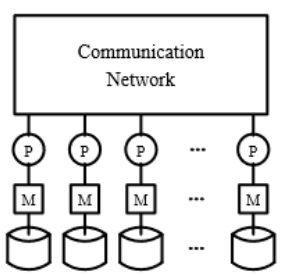 Communication
Network
P P P ... P
M M M ... M
...